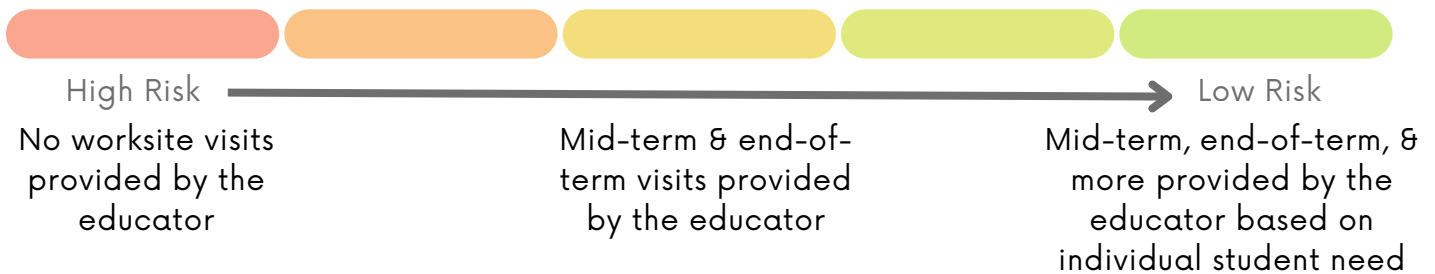 High Risk
Low Risk
No worksite visits
provided by the
educator
Mid-term & end-of-
term visits provided
by the educator
Mid-term, end-of-term, &
more provided by the
educator based on
individual student need